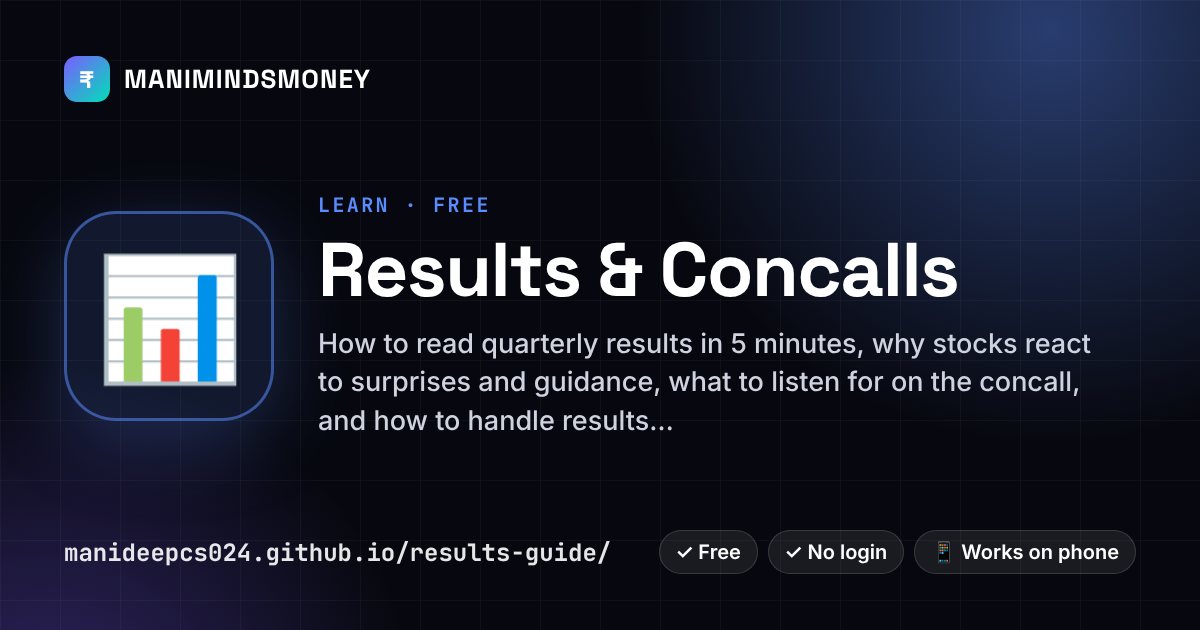 ₹ MANIMINDSMONEY
LEARN · FREE
Results & Concalls
How to read quarterly results in 5 minutes, why stocks react
to surprises and guidance, what to listen for on the concall,
and how to handle results...
manideepcs024.github.io/results-guide/
✓ Free
✓ No login
📱 Works on phone